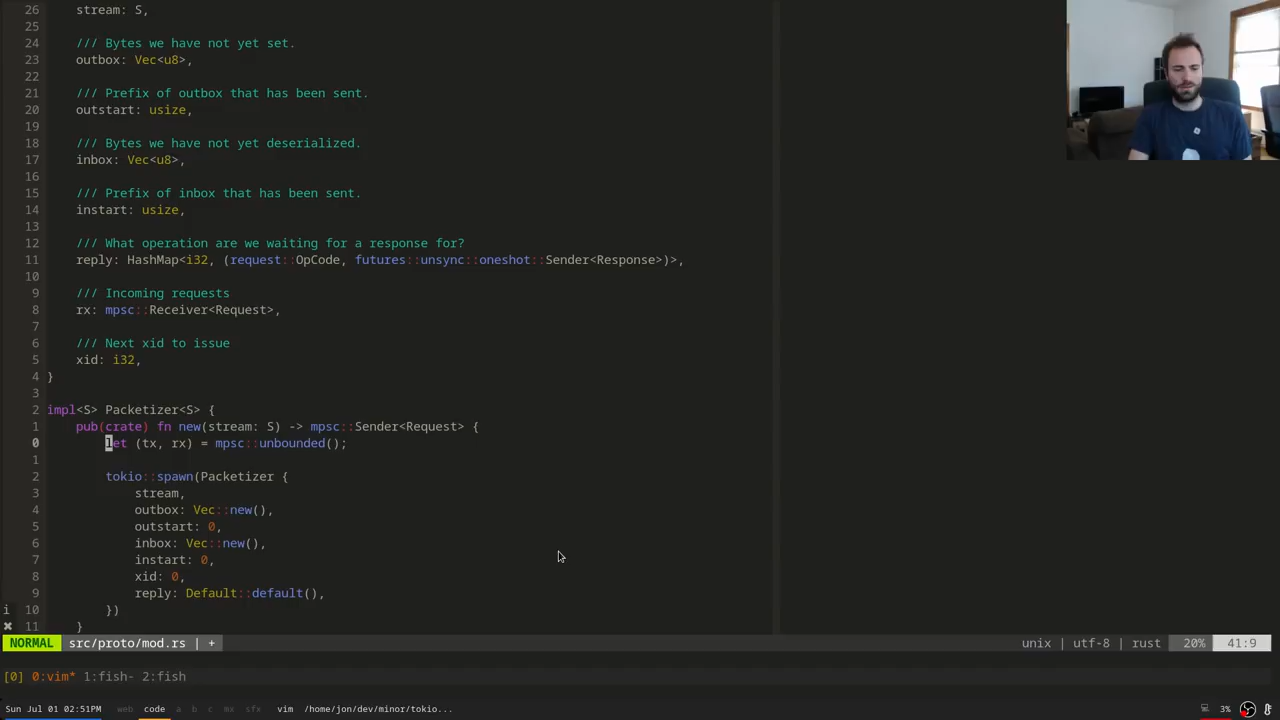 26    stream: S,
25
24    /// Bytes we have not yet set.
23    outbox: Vec<u8>,
22
21    /// Prefix of outbox that has been sent.
20    outstart: usize,
19
18    /// Bytes we have not yet deserialized.
17    inbox: Vec<u8>,
16
15    /// Prefix of inbox that has been sent.
14    instart: usize,
13
12    /// What operation are we waiting for a response for?
11    reply: HashMap<i32, (request::OpCode, futures::unsync::oneshot::Sender<Response>)>,
10
9    /// Incoming requests
8    rx: mpsc::Receiver<Request>,
7
6    /// Next xid to issue
5    xid: i32,
4 }
3
2 impl<S> Packetizer<S> {
1    pub(crate) fn new(stream: S) -> mpsc::Sender<Request> {
0        let (tx, rx) = mpsc::unbounded();
1
2        tokio::spawn(Packetizer {
3            stream,
4            outbox: Vec::new(),
5            outstart: 0,
6            inbox: Vec::new(),
7            instart: 0,
8            xid: 0,
9            reply: Default::default(),
i 10        })
✖ 11    }
NORMAL src/proto/mod.rs | + unix | utf-8 | rust 20% 41:9
[0] 0:vim* 1:fish- 2:fish
Sun Jul 01 02:51PM web code a b c mx sfx vim /home/jon/dev/minor/tokio... 3%